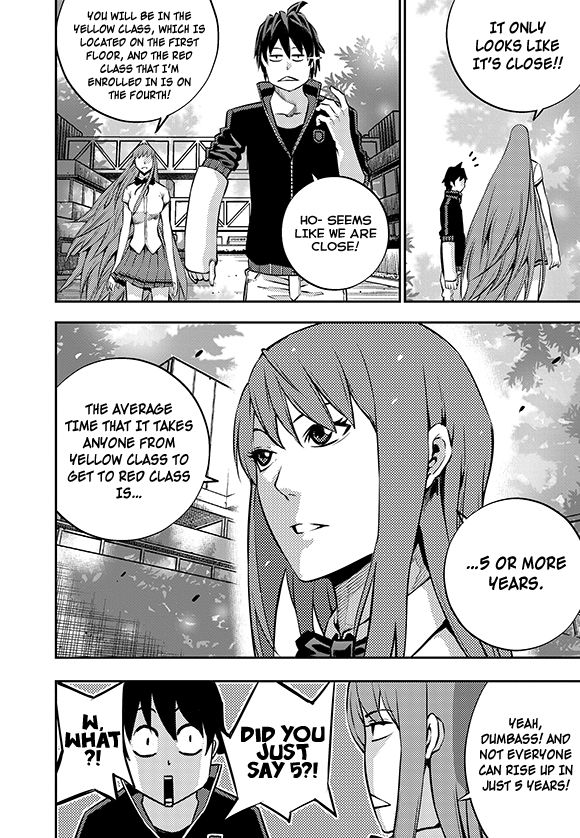 YOU WILL BE IN THE
YELLOW CLASS, WHICH IS
LOCATED ON THE FIRST
FLOOR, AND THE RED
CLASS THAT I'M
ENROLLED IN IS ON
THE FOURTH!
HO- SEEMS
LIKE WE ARE
CLOSE!
IT ONLY
LOOKS LIKE
IT'S CLOSE!!
THE AVERAGE
TIME THAT IT TAKES
ANYONE FROM
YELLOW CLASS TO
GET TO RED CLASS
IS...
...5 OR MORE
YEARS.
W,
WHAT
?!
DID YOU
JUST
SAY 5?!
YEAH,
DUMBASS! AND
NOT EVERYONE
CAN RISE UP IN
JUST 5 YEARS!